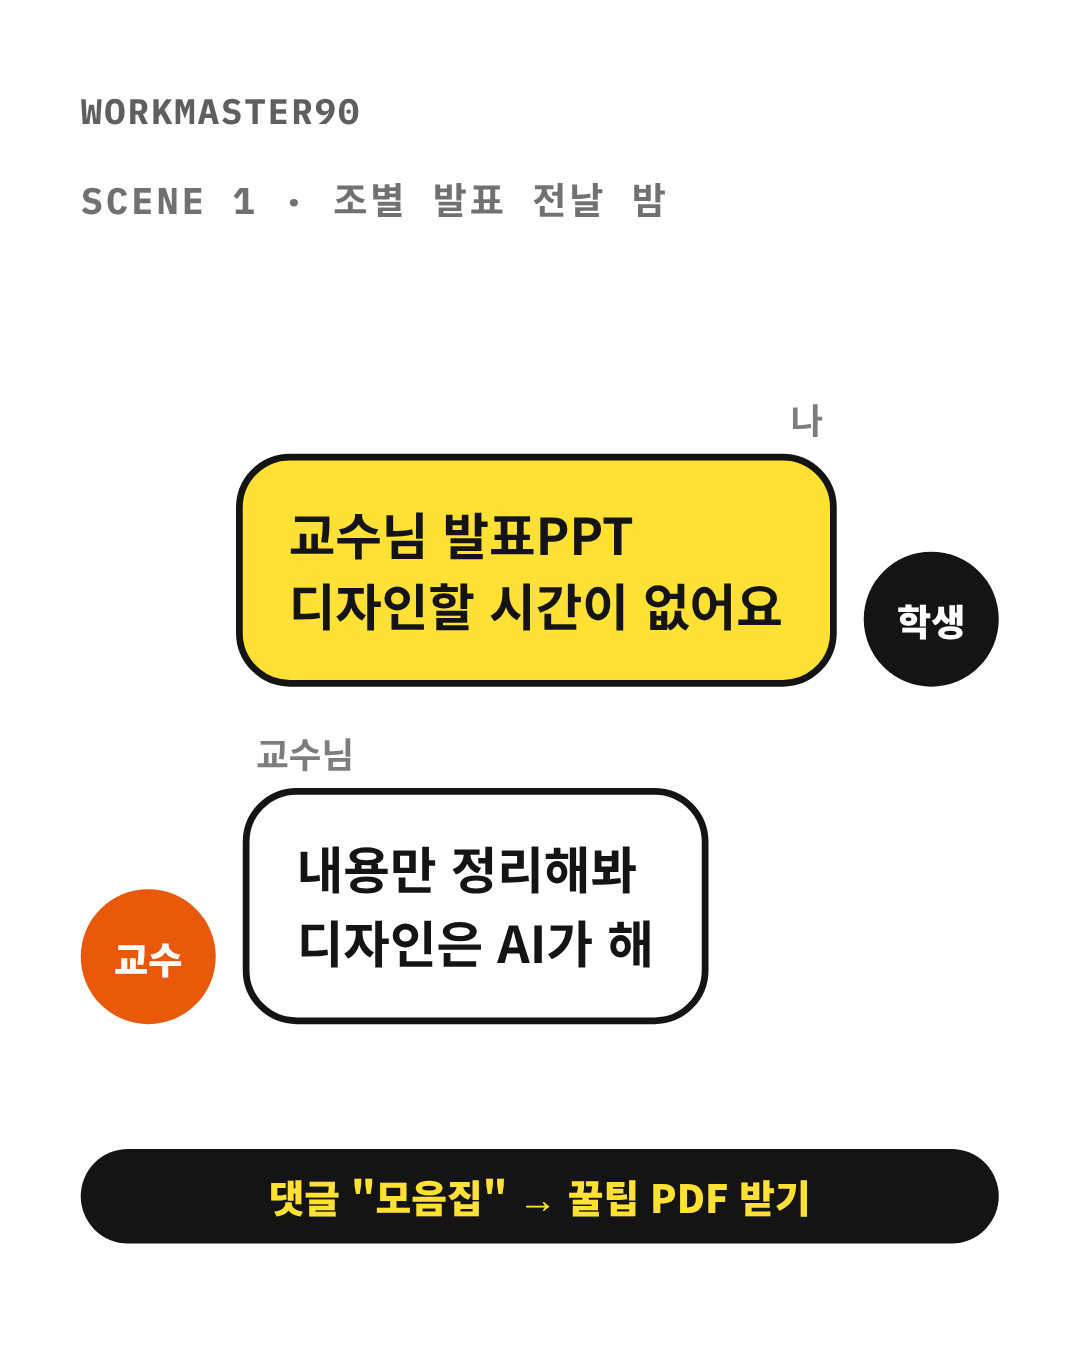 WORKMASTER90
SCENE 1 · 조별 발표 전날 밤
나
교수님 발표PPT
디자인할 시간이 없어요
학생
교수님
내용만 정리해봐
디자인은 AI가 해
교수
댓글 "모음집" → 꿀팁 PDF 받기